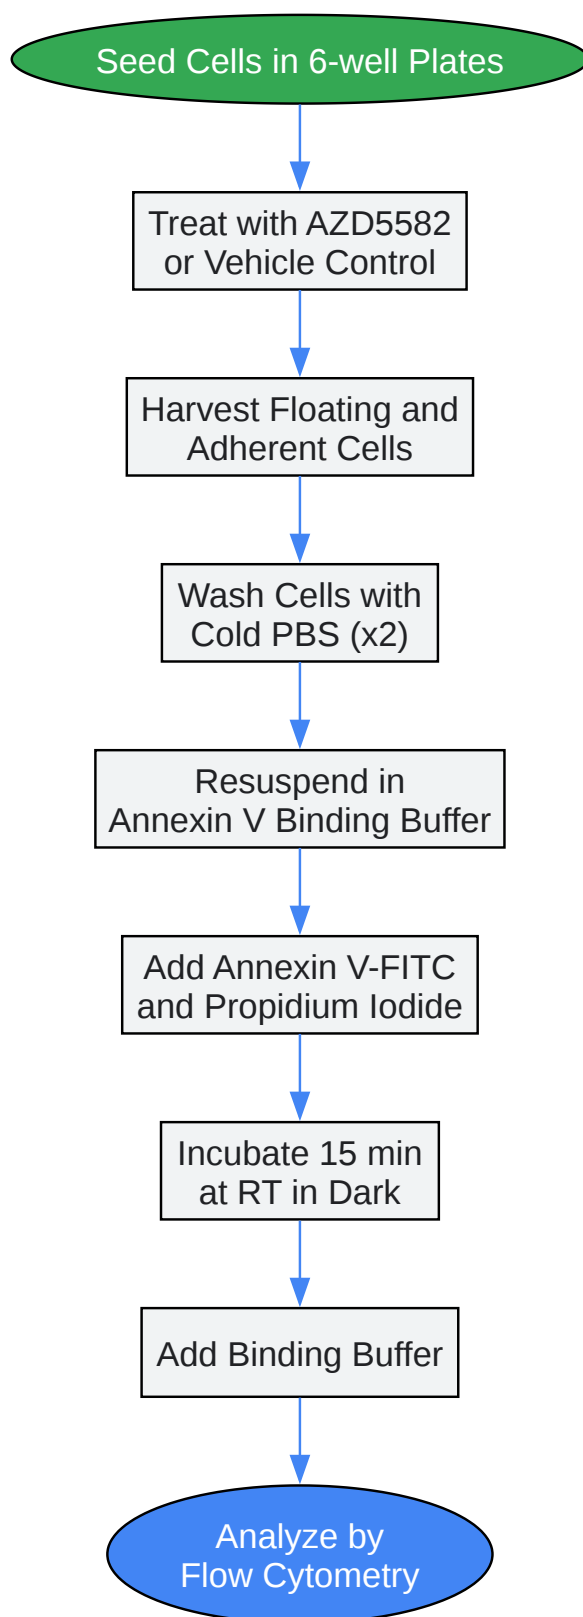 Seed Cells in 6-well Plates
Treat with AZD5582
or Vehicle Control
Harvest Floating and
Adherent Cells
Wash Cells with
Cold PBS (x2)
Resuspend in
Annexin V Binding Buffer
Add Annexin V-FITC
and Propidium Iodide
Incubate 15 min
at RT in Dark
Add Binding Buffer
Analyze by
Flow Cytometry